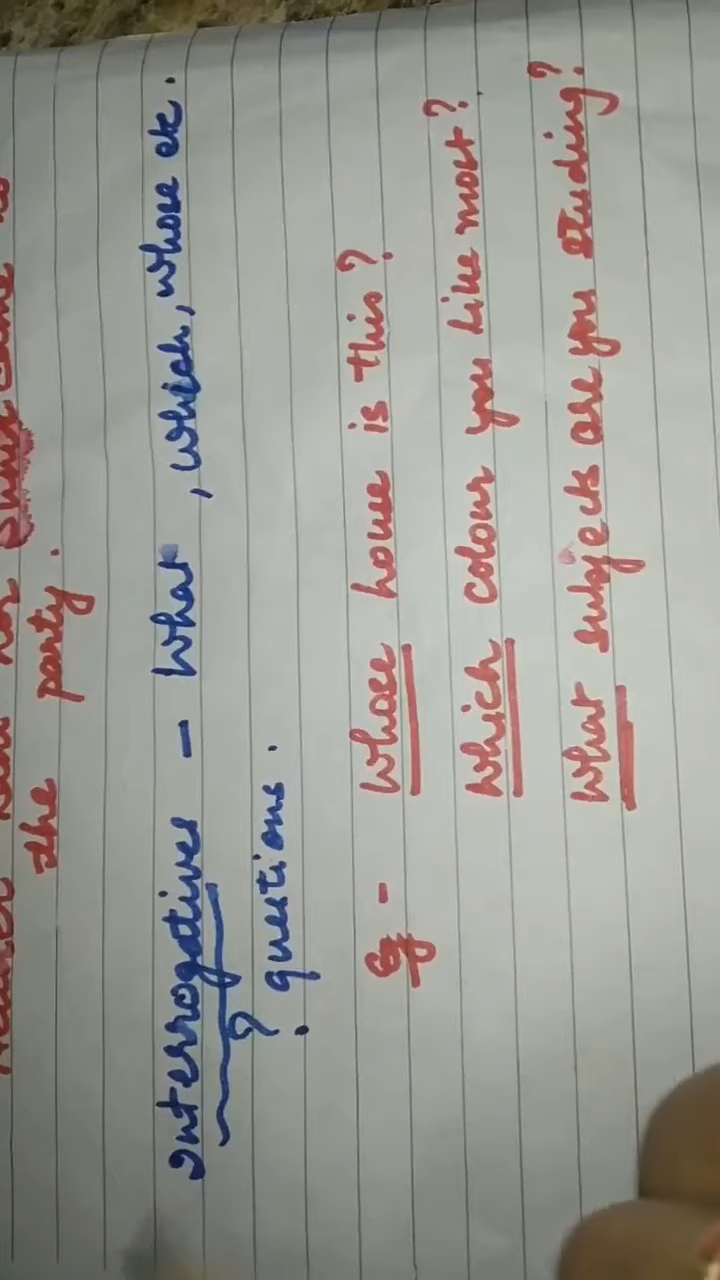 the party.
Interrogatives - What, which, whose etc.
? questions.
Eg - Whose house is this?
Which colour you like most?
What subjects are you studing?